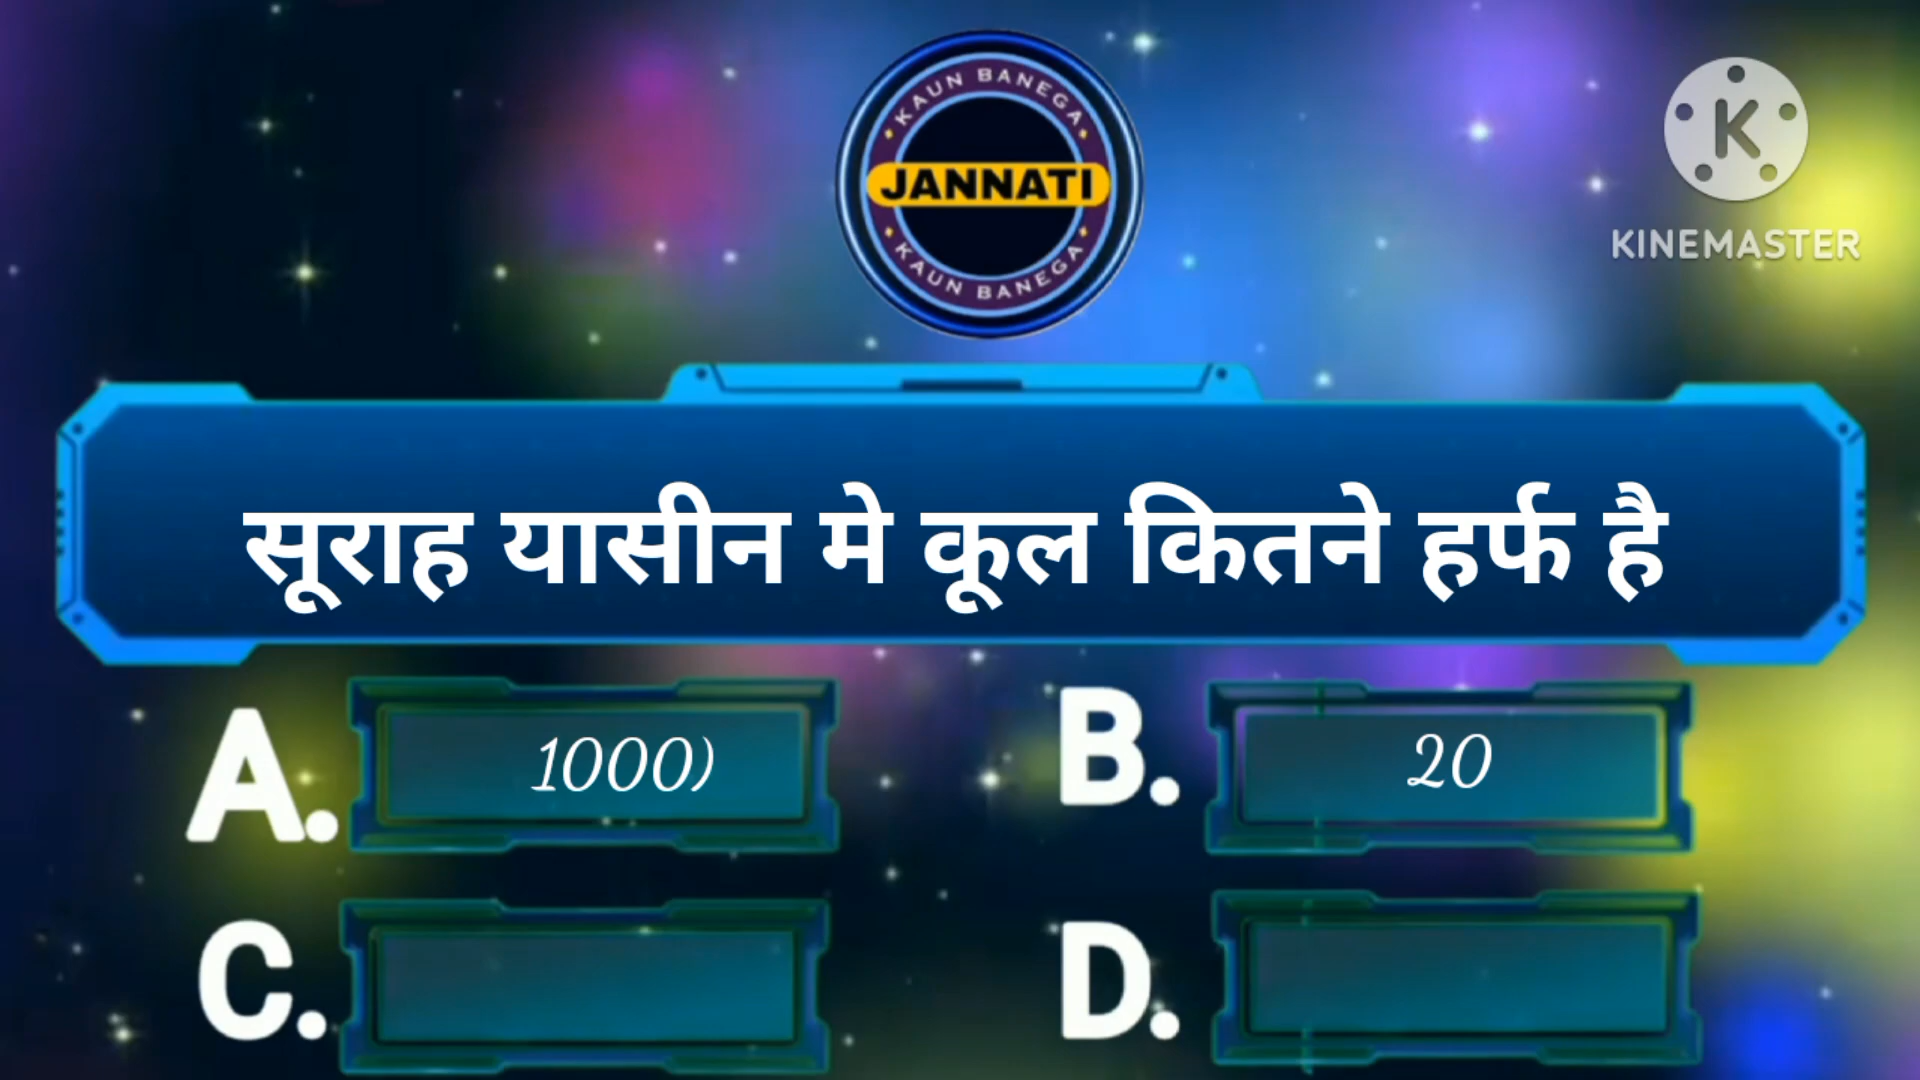 KAUN BANEGA
JANNATI
KAUN BANEGA
K
KINEMASTER
सूराह यासीन मे कूल कितने हर्फ है
A. 1000)
B. 20
C.
D.